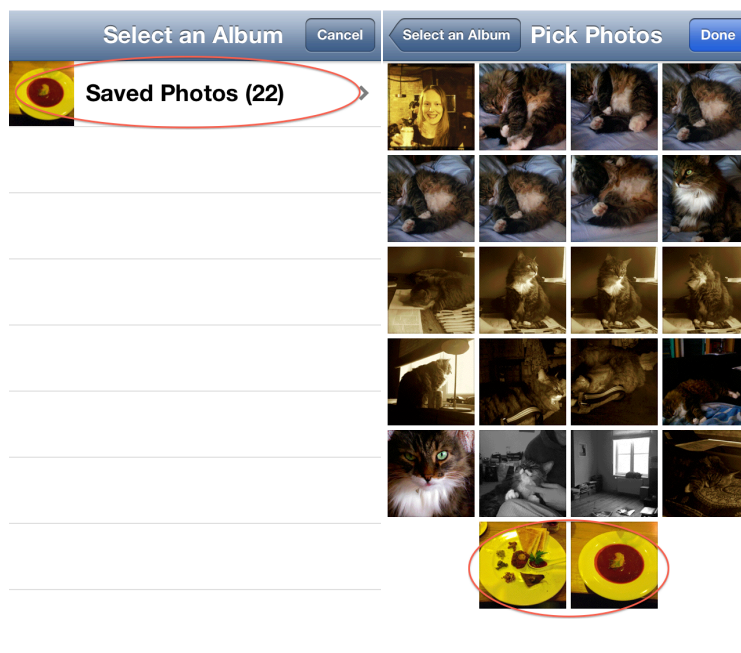 Select an Album
Cancel
Saved Photos (22)
Select an Album
Pick Photos
Done